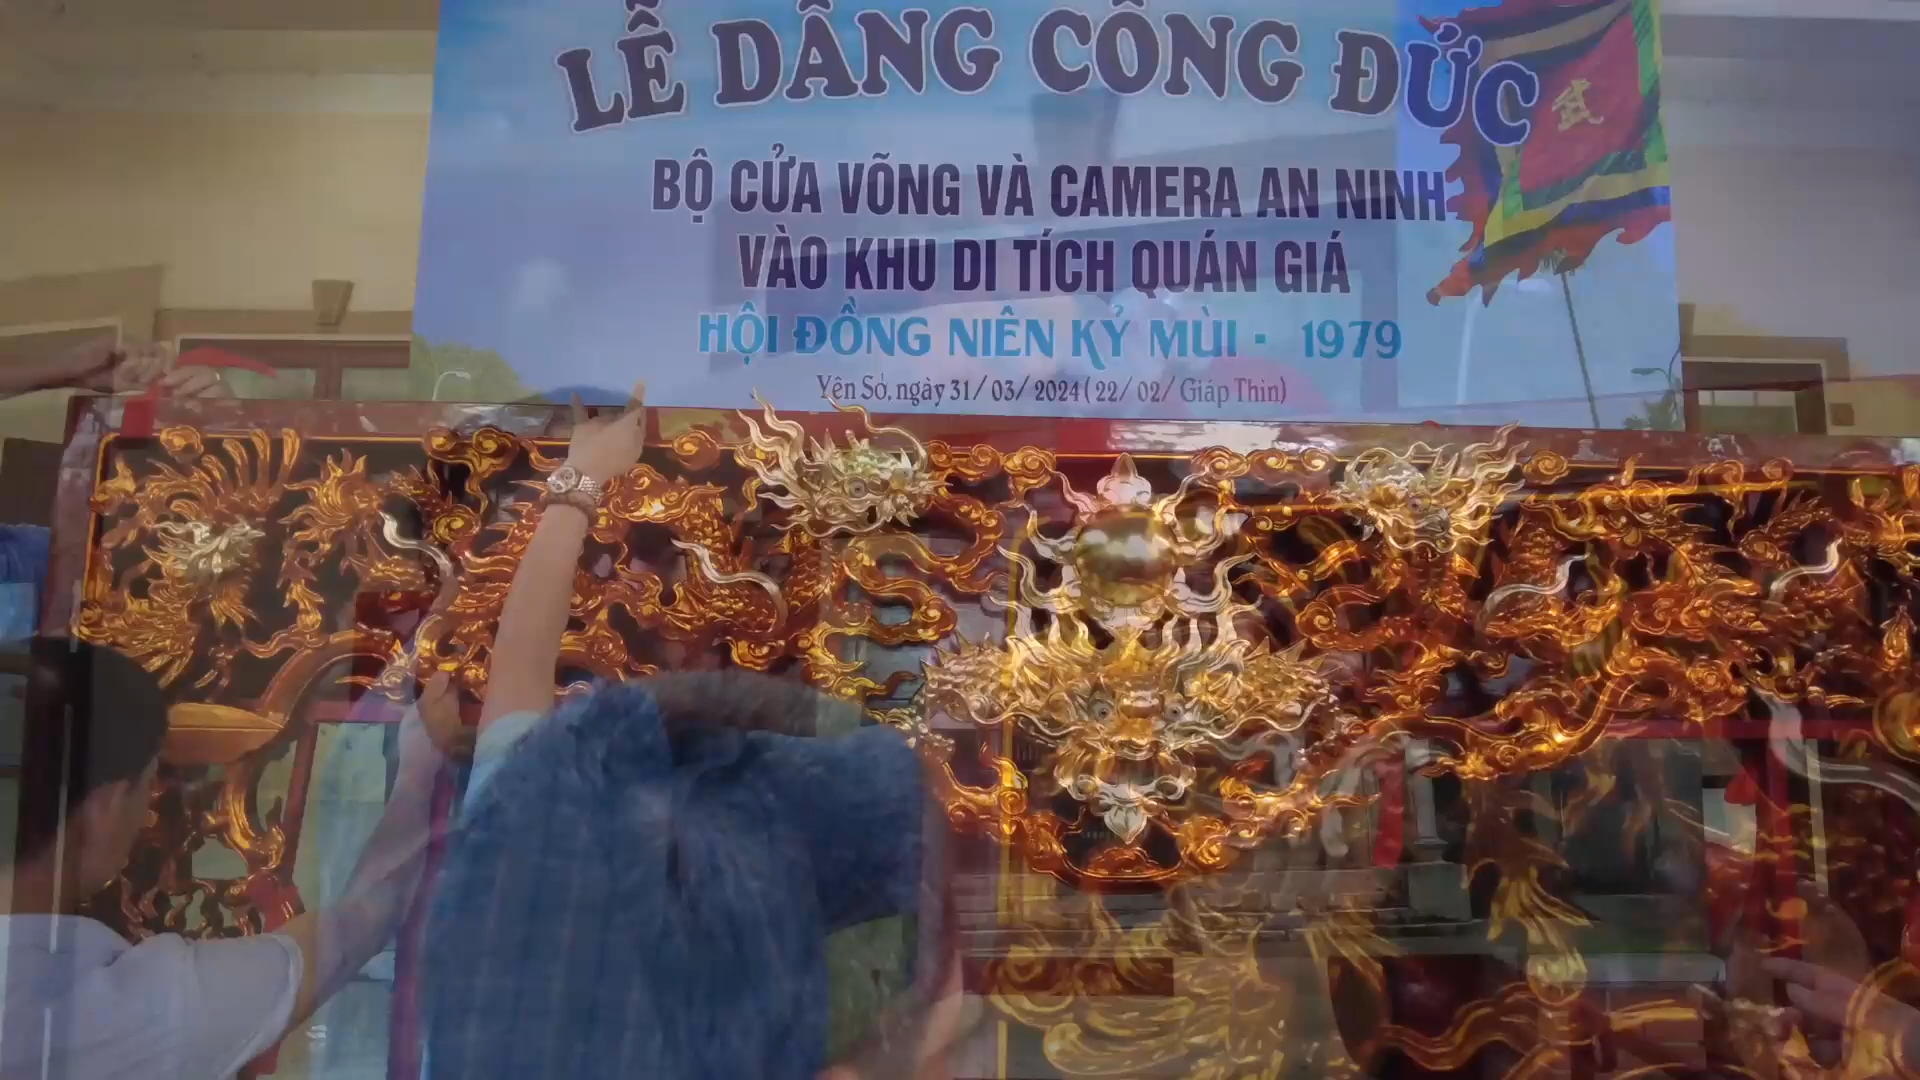 LỄ DÂNG CÔNG ĐỨC
BỘ CỬA VÕNG VÀ CAMERA AN NINH
VÀO KHU DI TÍCH QUÁN GIÁ
HỘI ĐỒNG NIÊN KỶ MÙI - 1979
Yên Sở, ngày 31/ 03/ 2024 ( 22/ 02/ Giáp Thìn)